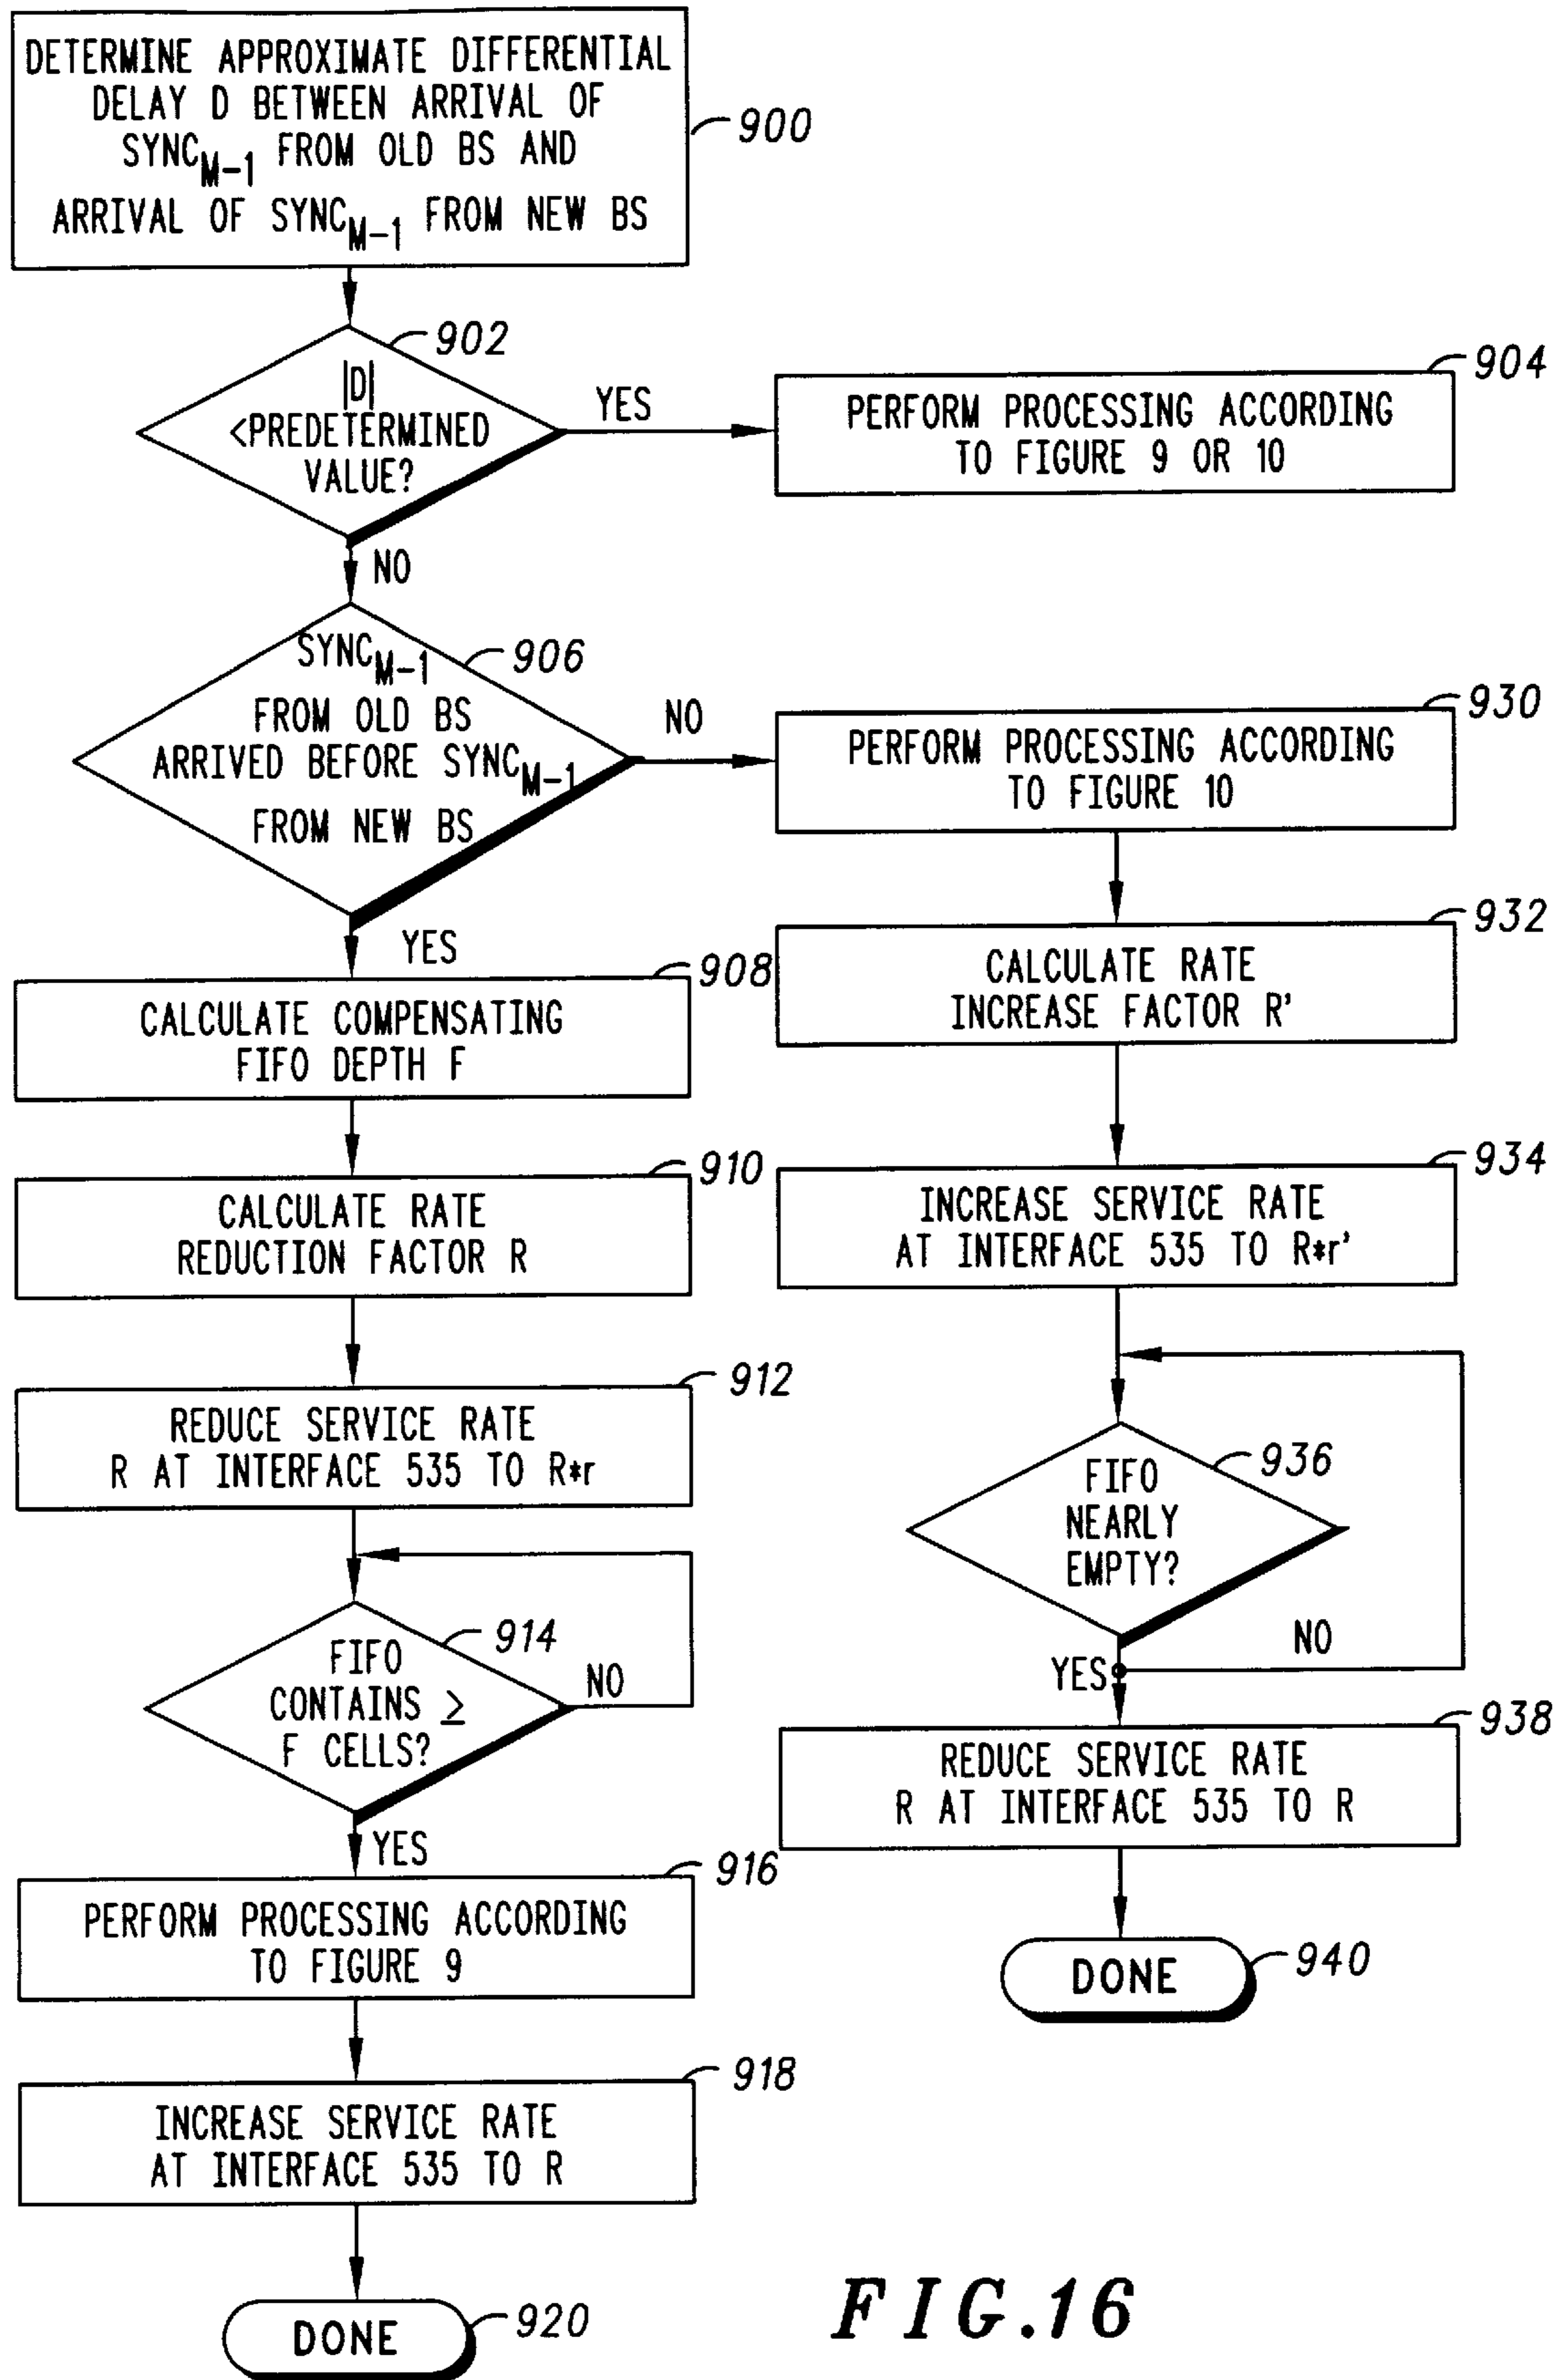 DETERMINE APPROXIMATE DIFFERENTIAL
DELAY D BETWEEN ARRIVAL OF
SYNC_M-1 FROM OLD BS AND
ARRIVAL OF SYNC_M-1 FROM NEW BS
900
902
|D|
<PREDETERMINED
VALUE?
YES
904
PERFORM PROCESSING ACCORDING
TO FIGURE 9 OR 10
NO
906
SYNC_M-1
FROM OLD BS
ARRIVED BEFORE SYNC_M-1
FROM NEW BS
NO
930
PERFORM PROCESSING ACCORDING
TO FIGURE 10
YES
908
CALCULATE COMPENSATING
FIFO DEPTH F
932
CALCULATE RATE
INCREASE FACTOR R'
910
CALCULATE RATE
REDUCTION FACTOR R
934
INCREASE SERVICE RATE
AT INTERFACE 535 TO R*r'
912
REDUCE SERVICE RATE
R AT INTERFACE 535 TO R*r
936
FIFO
NEARLY
EMPTY?
NO
YES
914
FIFO
CONTAINS ≥
F CELLS?
NO
YES
938
REDUCE SERVICE RATE
R AT INTERFACE 535 TO R
916
PERFORM PROCESSING ACCORDING
TO FIGURE 9
DONE
940
918
INCREASE SERVICE RATE
AT INTERFACE 535 TO R
DONE
920
FIG.16